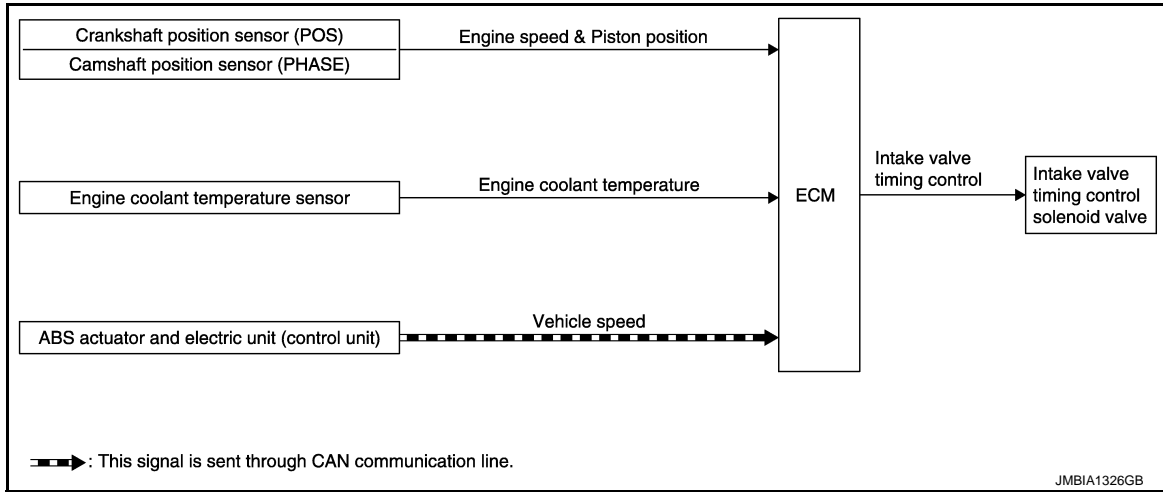 Crankshaft position sensor (POS)
Engine speed & Piston position
Camshaft position sensor (PHASE)
Engine coolant temperature sensor
Engine coolant temperature
ECM
Intake valve
timing control
Intake valve
timing control
solenoid valve
ABS actuator and electric unit (control unit)
Vehicle speed
: This signal is sent through CAN communication line.
JMBIA1326GB